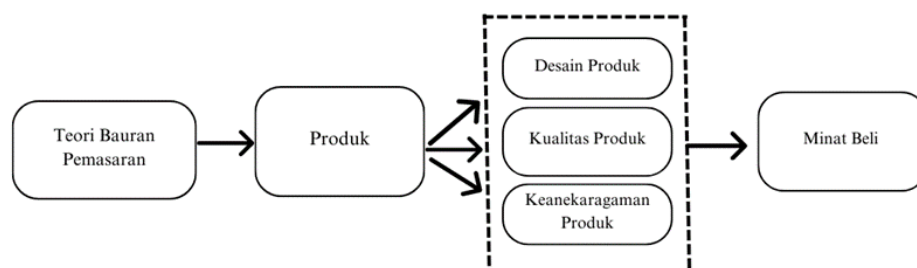 Teori Bauran
Pemasaran
Produk
Desain Produk
Kualitas Produk
Keanekaragaman
Produk
Minat Beli